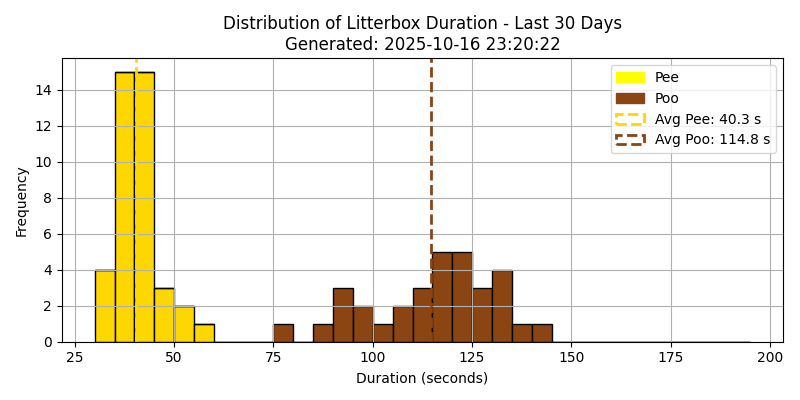 Distribution of Litterbox Duration - Last 30 Days
Generated: 2025-10-16 23:20:22
Pee
Poo
Avg Pee: 40.3 s
Avg Poo: 114.8 s
Frequency
14
12
10
8
6
4
2
0
25 50 75 100 125 150 175 200
Duration (seconds)